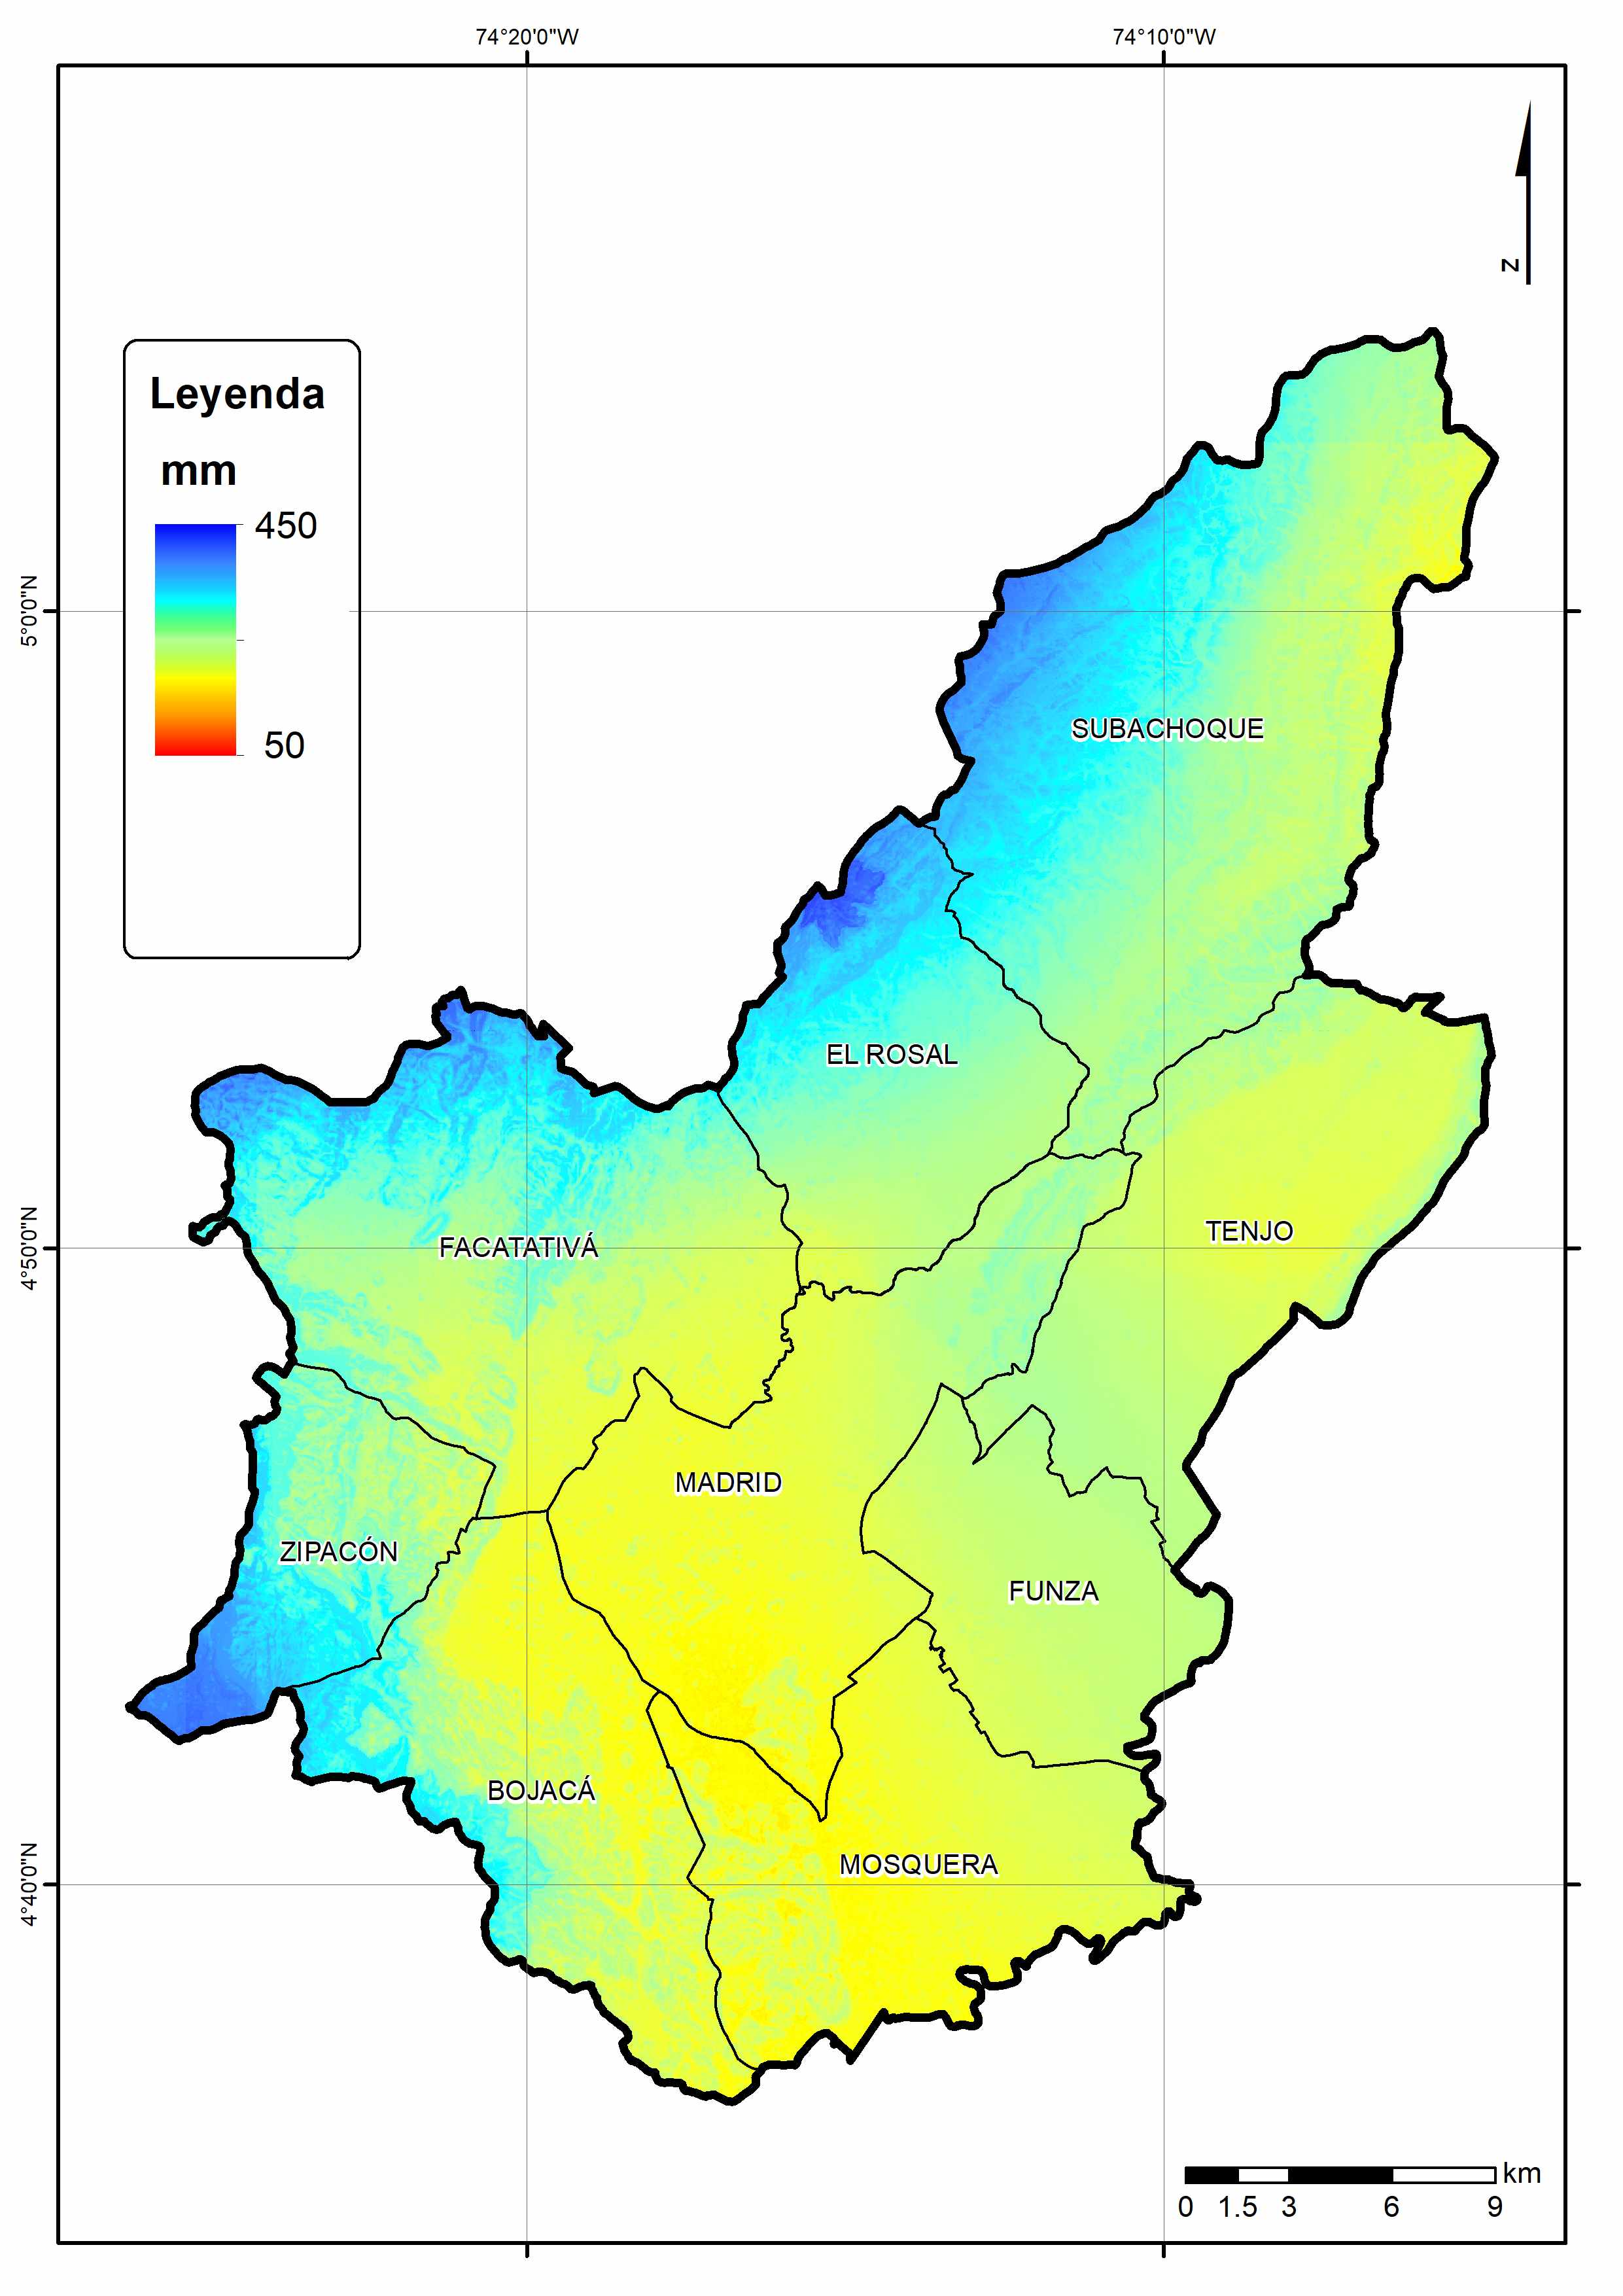 74°20'0"W
74°10'0"W
z
Leyenda
mm
450
50
5°0'0"N
SUBACHOQUE
EL ROSAL
TENJO
4°50'0"N
FACATATIVÁ
MADRID
ZIPACÓN
FUNZA
BOJACÁ
MOSQUERA
4°40'0"N
km
0 1.5 3 6 9